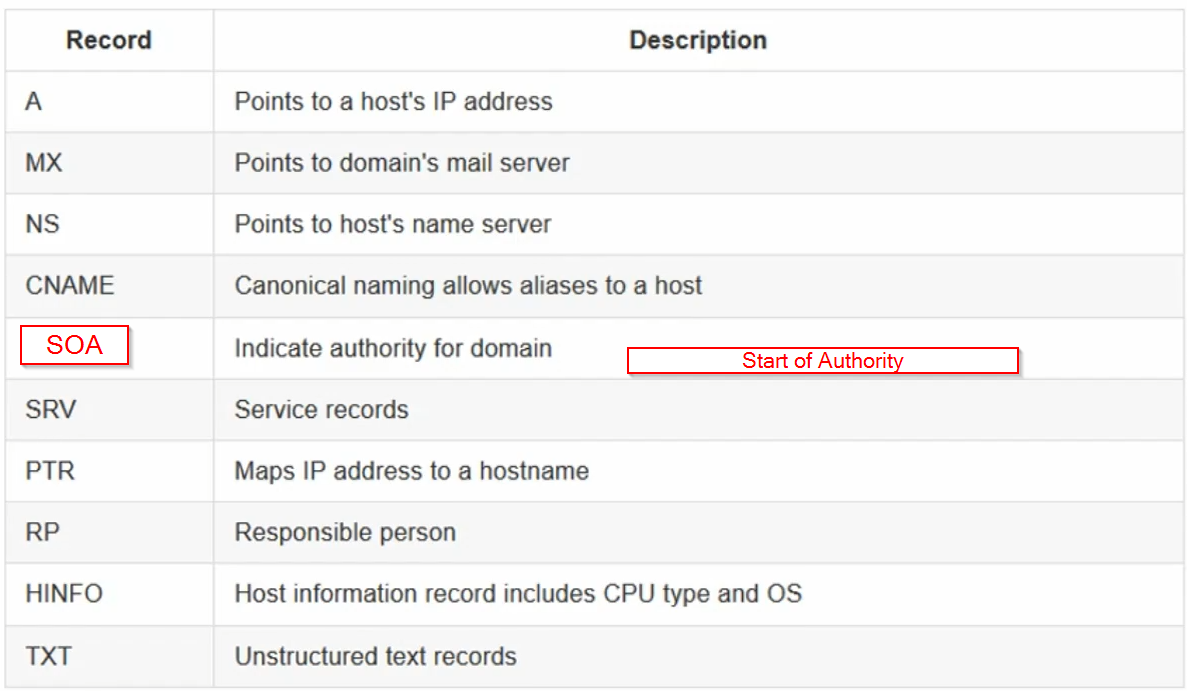 Record Description
A Points to a host's IP address
MX Points to domain's mail server
NS Points to host's name server
CNAME Canonical naming allows aliases to a host
SOA Indicate authority for domain Start of Authority
SRV Service records
PTR Maps IP address to a hostname
RP Responsible person
HINFO Host information record includes CPU type and OS
TXT Unstructured text records